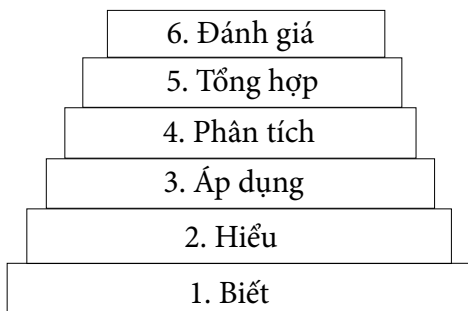 6. Đánh giá
5. Tổng hợp
4. Phân tích
3. Áp dụng
2. Hiểu
1. Biết